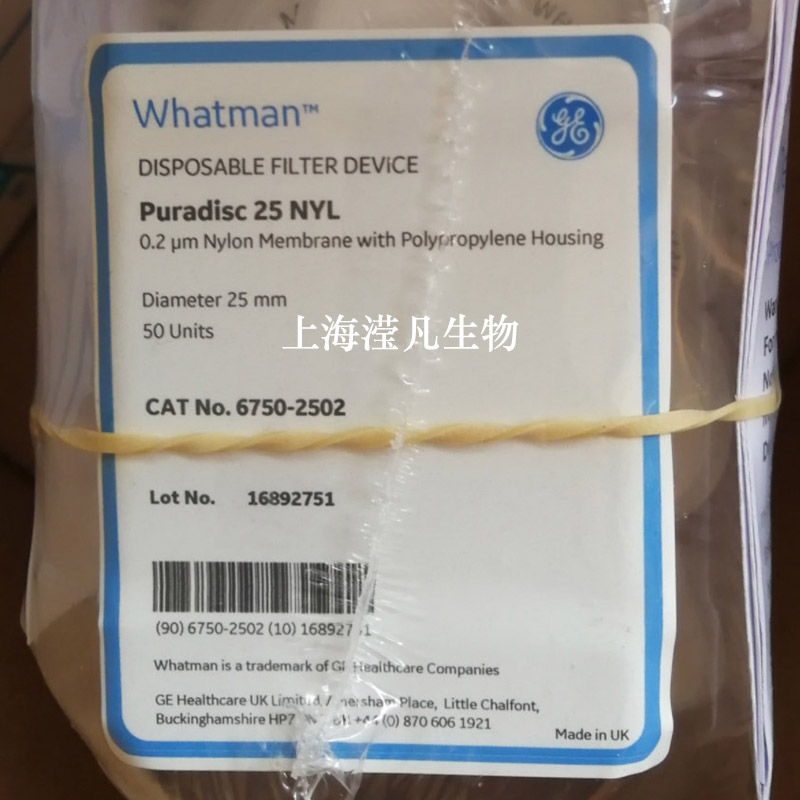 Whatman™
GE
DISPOSABLE FILTER DEVICE
Puradisc 25 NYL
0.2 µm Nylon Membrane with Polypropylene Housing
Diameter 25 mm
50 Units
上海滢凡生物
CAT No. 6750-2502
Lot No. 16892751
(90) 6750-2502 (10) 16892751
Whatman is a trademark of GE Healthcare Companies
GE Healthcare UK Limited, Amersham Place, Little Chalfont,
Buckinghamshire HP7 +44 (0) 870 606 1921
Made in UK